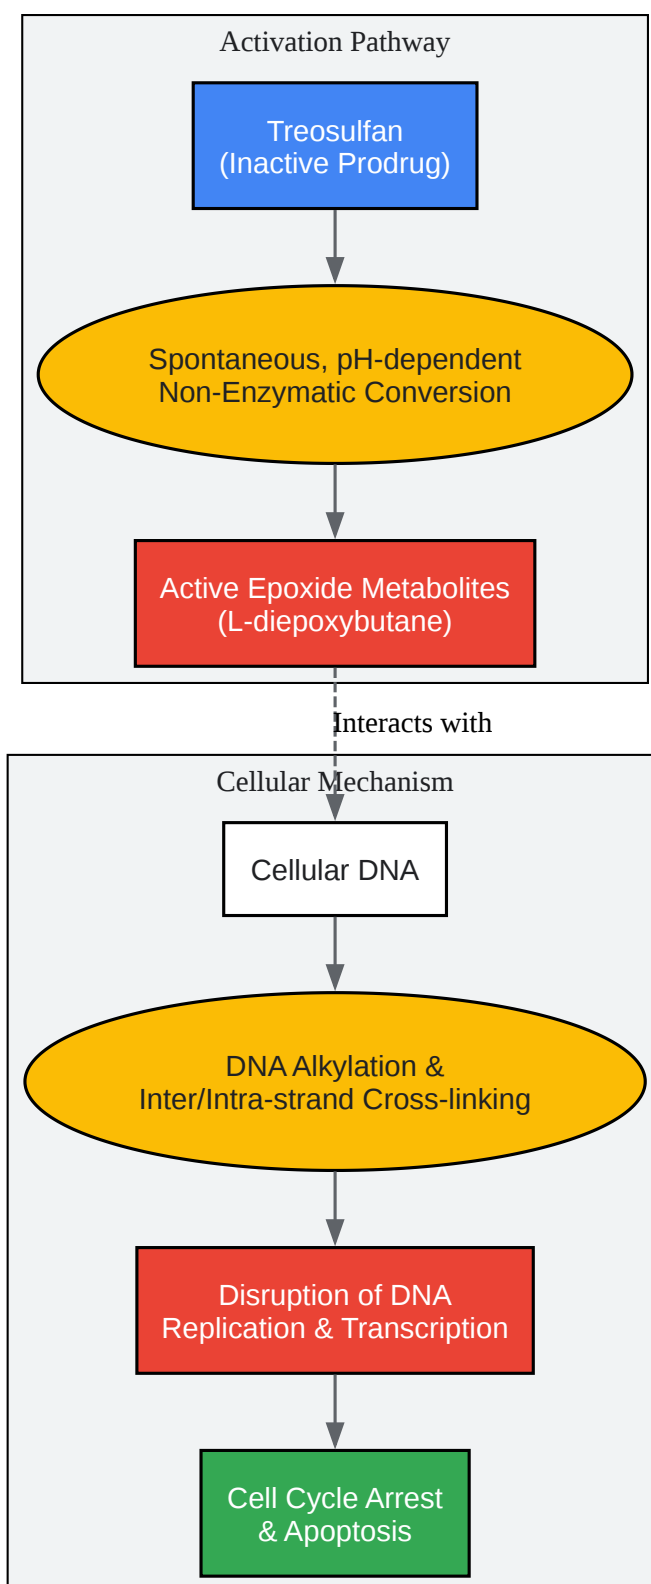 Activation Pathway
Treosulfan
(Inactive Prodrug)
Spontaneous, pH-dependent
Non-Enzymatic Conversion
Active Epoxide Metabolites
(L-diepoxybutane)
Interacts with
Cellular Mechanism
Cellular DNA
DNA Alkylation &
Inter/Intra-strand Cross-linking
Disruption of DNA
Replication & Transcription
Cell Cycle Arrest
& Apoptosis